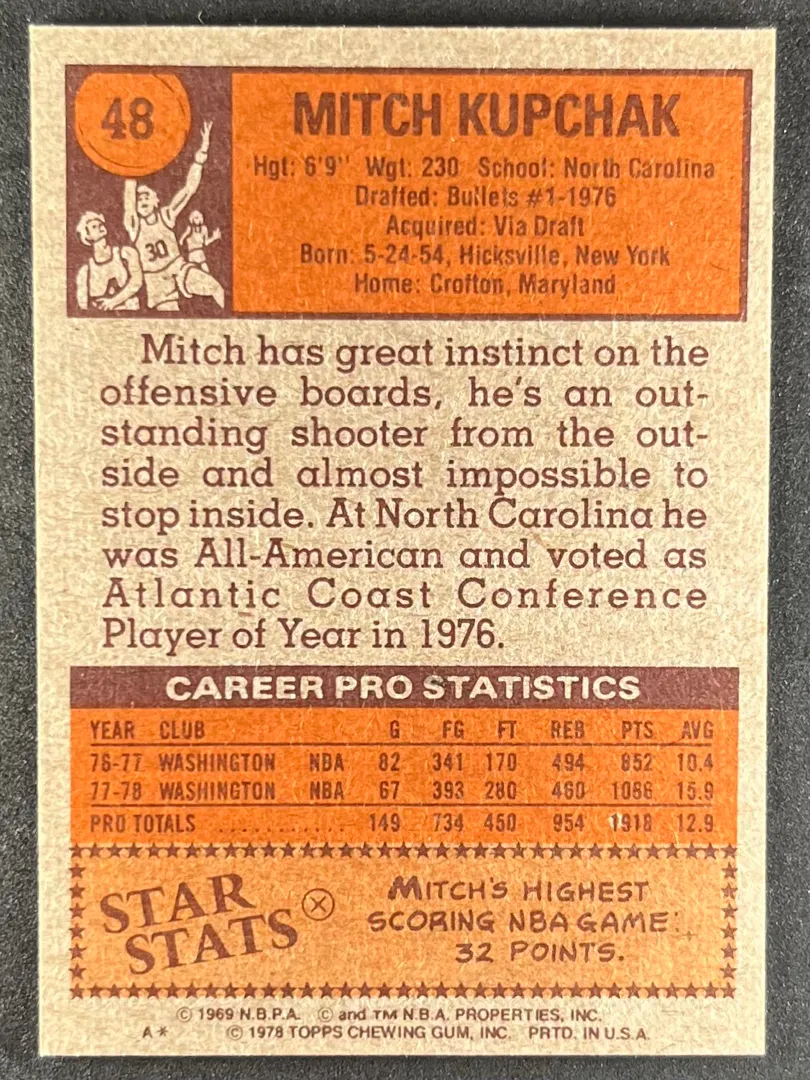 48
MITCH KUPCHAK
Hgt: 6'9" Wgt: 230 School: North Carolina
Drafted: Bullets #1-1976
Acquired: Via Draft
Born: 5-24-54, Hicksville, New York
Home: Crofton, Maryland
30
Mitch has great instinct on the
offensive boards, he's an out-
standing shooter from the out-
side and almost impossible to
stop inside. At North Carolina he
was All-American and voted as
Atlantic Coast Conference
Player of Year in 1976.
CAREER PRO STATISTICS
YEAR CLUB G FG FT REB PTS AVG
76-77 WASHINGTON NBA 82 341 170 494 852 10.4
77-78 WASHINGTON NBA 67 393 280 460 1066 15.9
PRO TOTALS ........... 149 734 450 954 1918 12.9
STAR
STATS
MITCH'S HIGHEST
SCORING NBA GAME:
32 POINTS.
© 1969 N.B.P.A. © and TM N.B.A. PROPERTIES, INC.
A* © 1978 TOPPS CHEWING GUM, INC. PRTD. IN U.S.A.